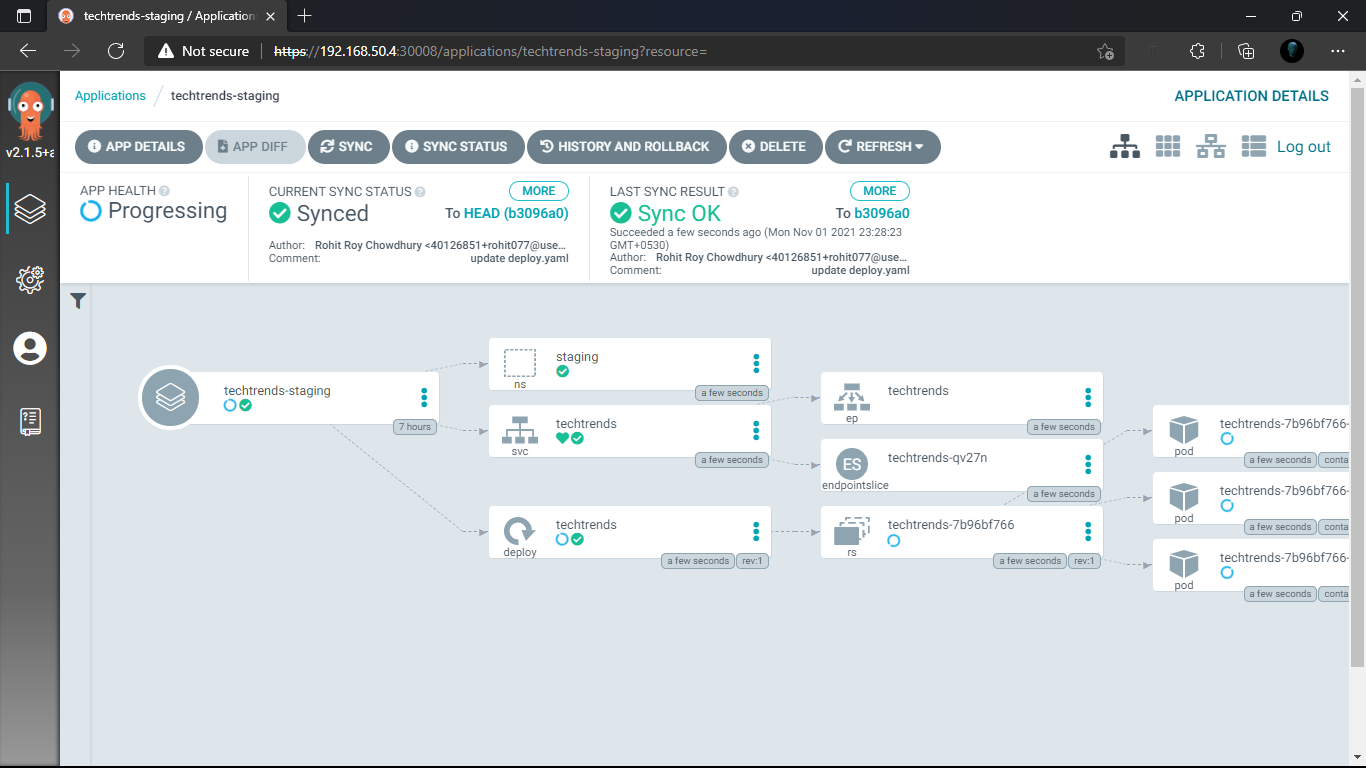 techtrends-staging / Application
Not secure
https://192.168.50.4:30008/applications/techtrends-staging?resource=
v2.1.5+a
Applications / techtrends-staging
APPLICATION DETAILS
APP DETAILS
APP DIFF
SYNC
SYNC STATUS
HISTORY AND ROLLBACK
DELETE
REFRESH
Log out
APP HEALTH
Progressing
CURRENT SYNC STATUS
MORE
Synced
To HEAD (b3096a0)
Author: Rohit Roy Chowdhury <40126851+rohit077@use...
Comment: update deploy.yaml
LAST SYNC RESULT
MORE
Sync OK
To b3096a0
Succeeded a few seconds ago (Mon Nov 01 2021 23:28:23
GMT+0530)
Author: Rohit Roy Chowdhury <40126851+rohit077@use...
Comment: update deploy.yaml
techtrends-staging
7 hours
staging
ns
a few seconds
techtrends
svc
a few seconds
techtrends
deploy
a few seconds
rev:1
techtrends
ep
a few seconds
ES
techtrends-qv27n
endpointslice
a few seconds
techtrends-7b96bf766
rs
a few seconds
rev:1
techtrends-7b96bf766-
pod
a few seconds
conta
techtrends-7b96bf766-
pod
a few seconds
conta
techtrends-7b96bf766-
pod
a few seconds
conta